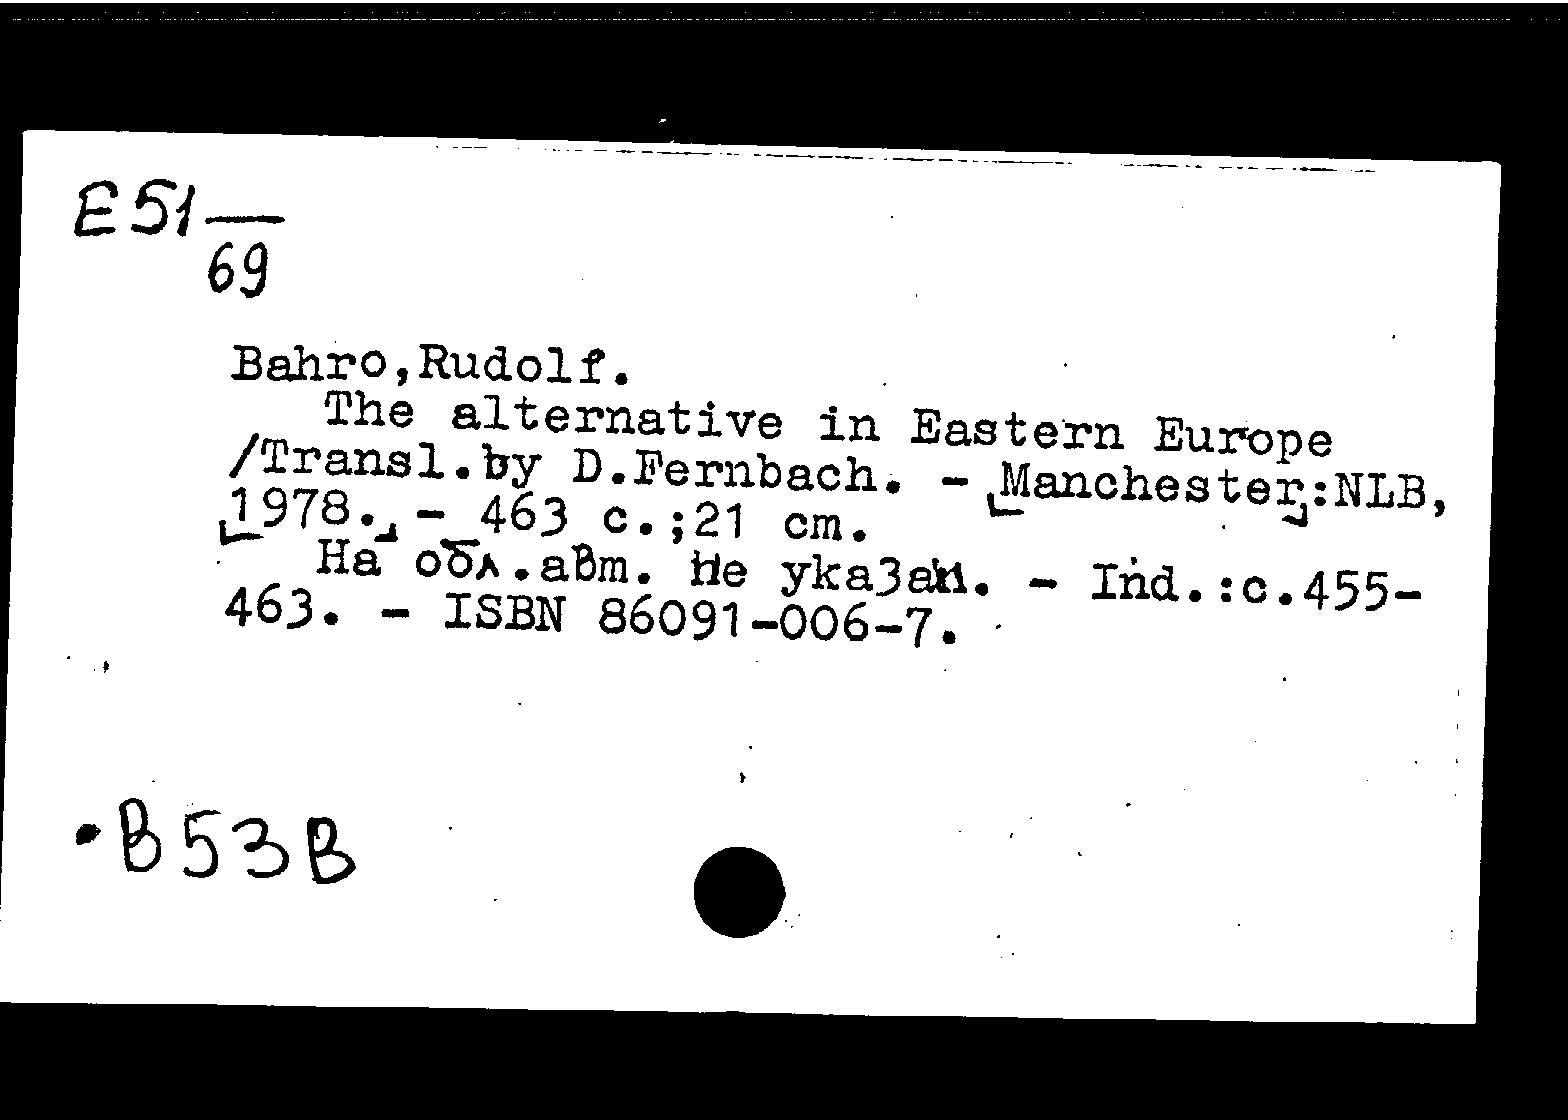 E51
69
Bahro,Rudolf.
The alternative in Eastern Europe
/Transl.by D.Fernbach. - [Manchester]:NLB,
[1978.] - 463 c.;21 cm.
На обл.авт. не указан. - Ind.:c.455-
463. - ISBN 86091-006-7.
B53B